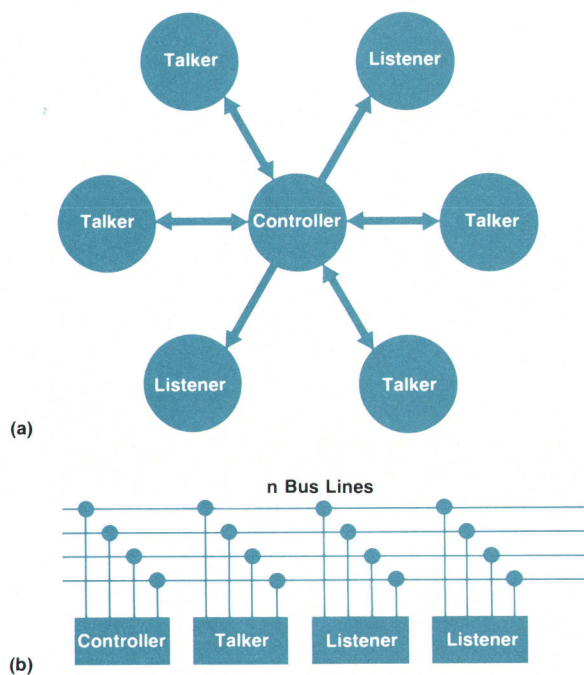 Talker
Listener
Talker
Controller
Talker
Listener
Talker
(a)
n Bus Lines
Controller
Talker
Listener
Listener
(b)